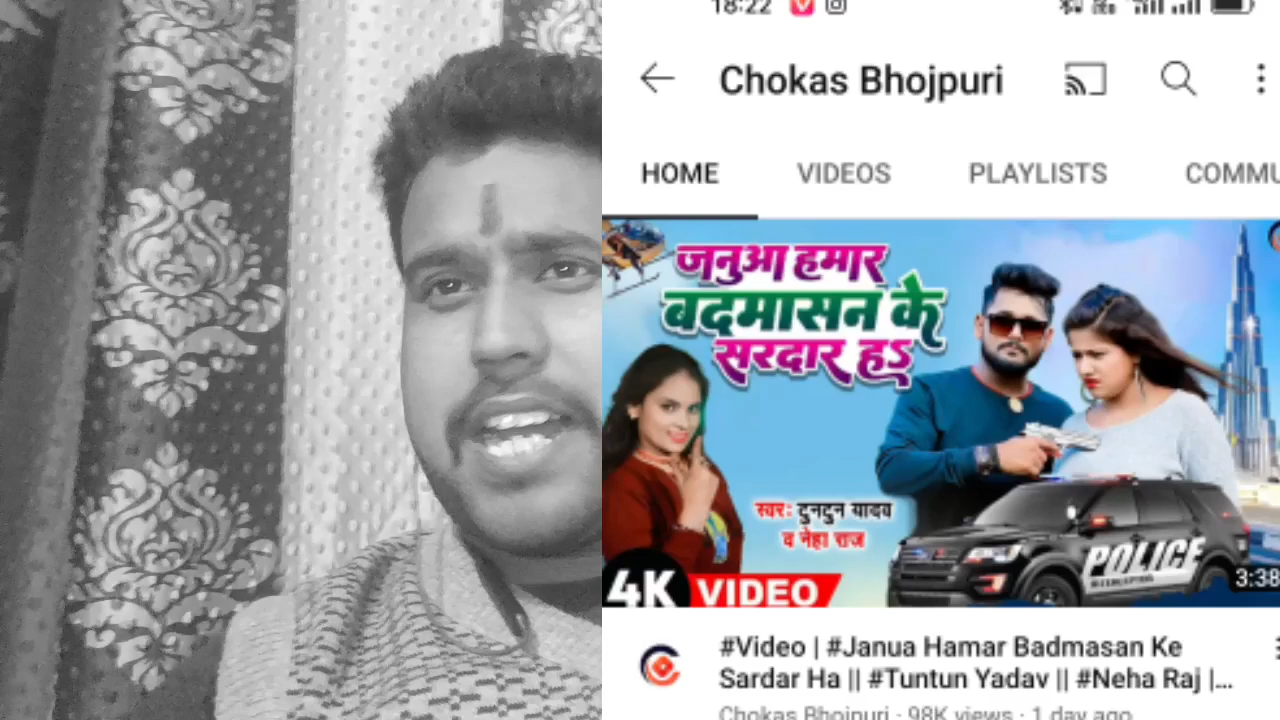 18:22
Chokas Bhojpuri
HOME VIDEOS PLAYLISTS COMMU
जनुआ हमार
बदमासन के
सरदार हऽ
स्वर: टुनटुन यादव
व नेहा राज
POLICE
4K VIDEO
3:38
#Video | #Janua Hamar Badmasan Ke
Sardar Ha || #Tuntun Yadav || #Neha Raj |...
Chokas Bhojpuri · 98K views · 1 day ago